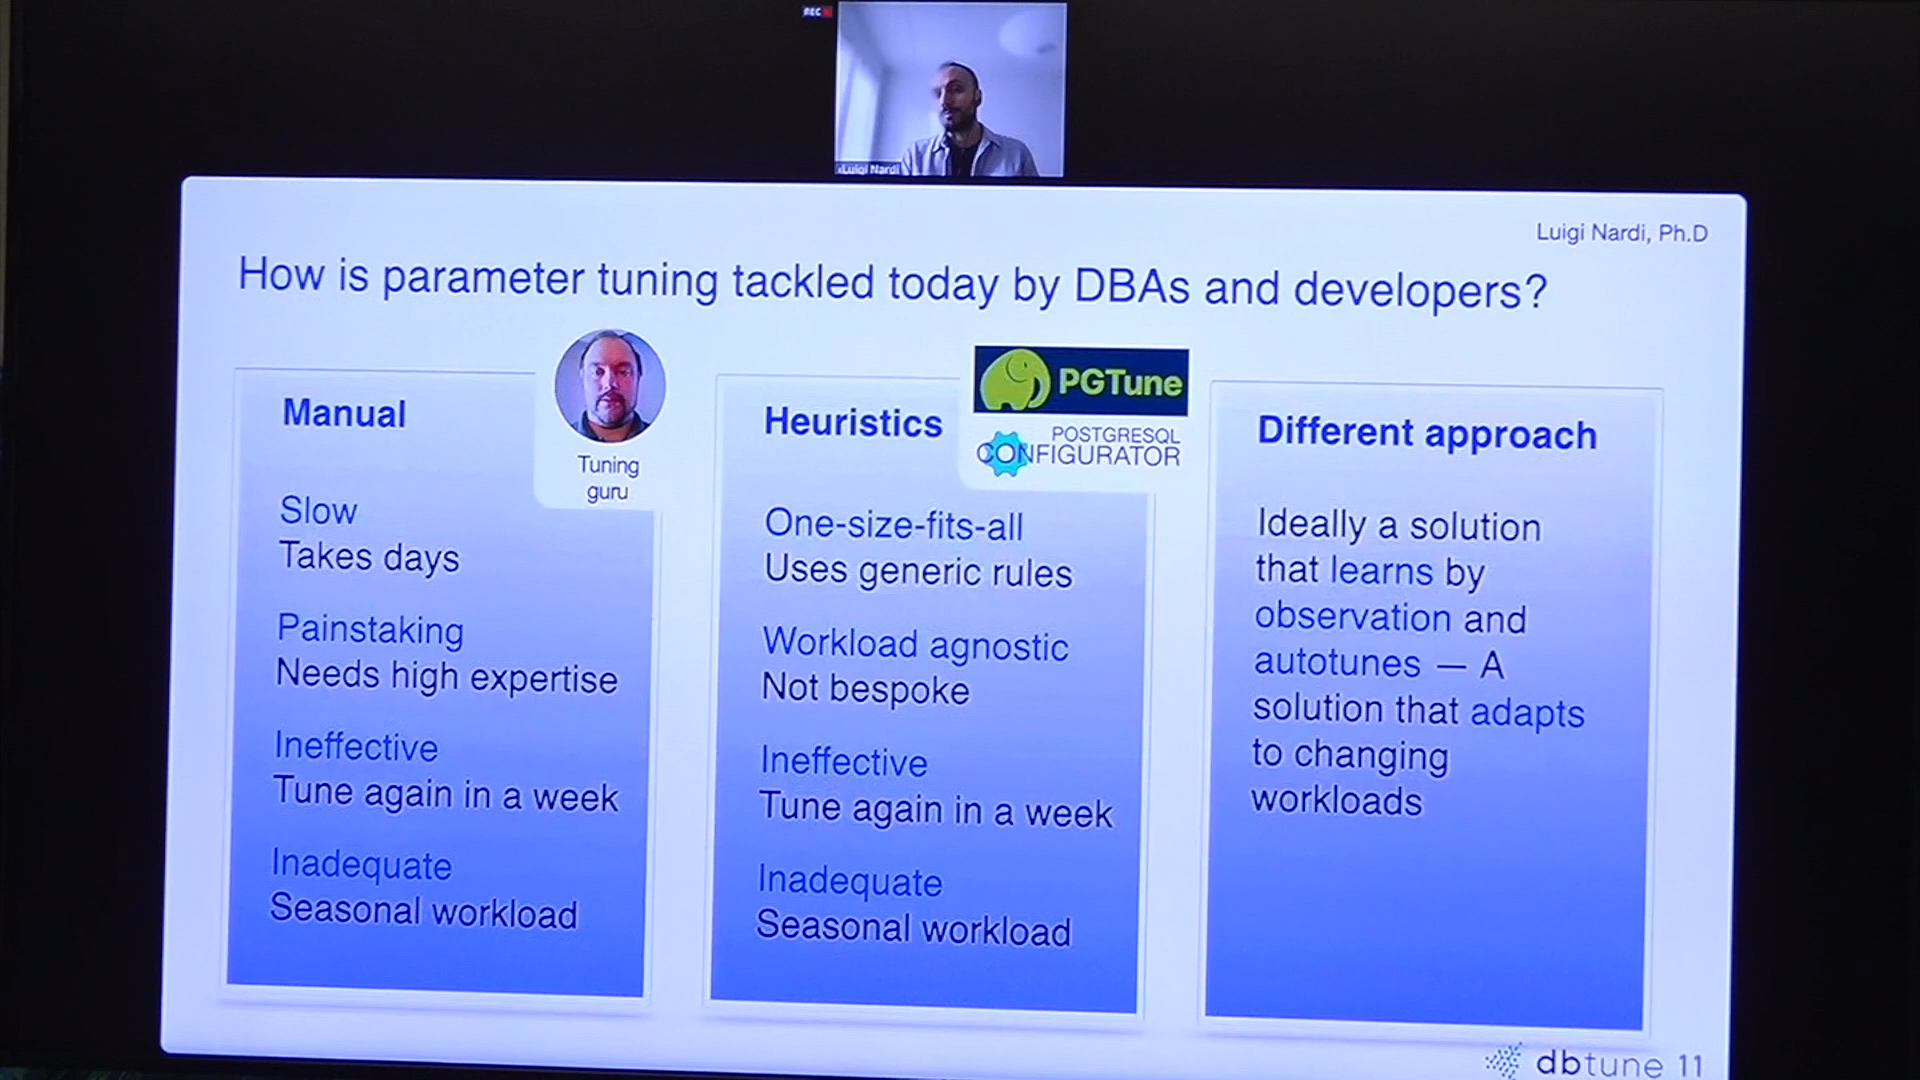 REC
Luigi Nardi
Luigi Nardi, Ph.D
How is parameter tuning tackled today by DBAs and developers?
Manual
Tuning
guru
Slow
Takes days
Painstaking
Needs high expertise
Ineffective
Tune again in a week
Inadequate
Seasonal workload
Heuristics
PGTune
POSTGRESQL
CONFIGURATOR
One-size-fits-all
Uses generic rules
Workload agnostic
Not bespoke
Ineffective
Tune again in a week
Inadequate
Seasonal workload
Different approach
Ideally a solution
that learns by
observation and
autotunes — A
solution that adapts
to changing
workloads
dbtune 11